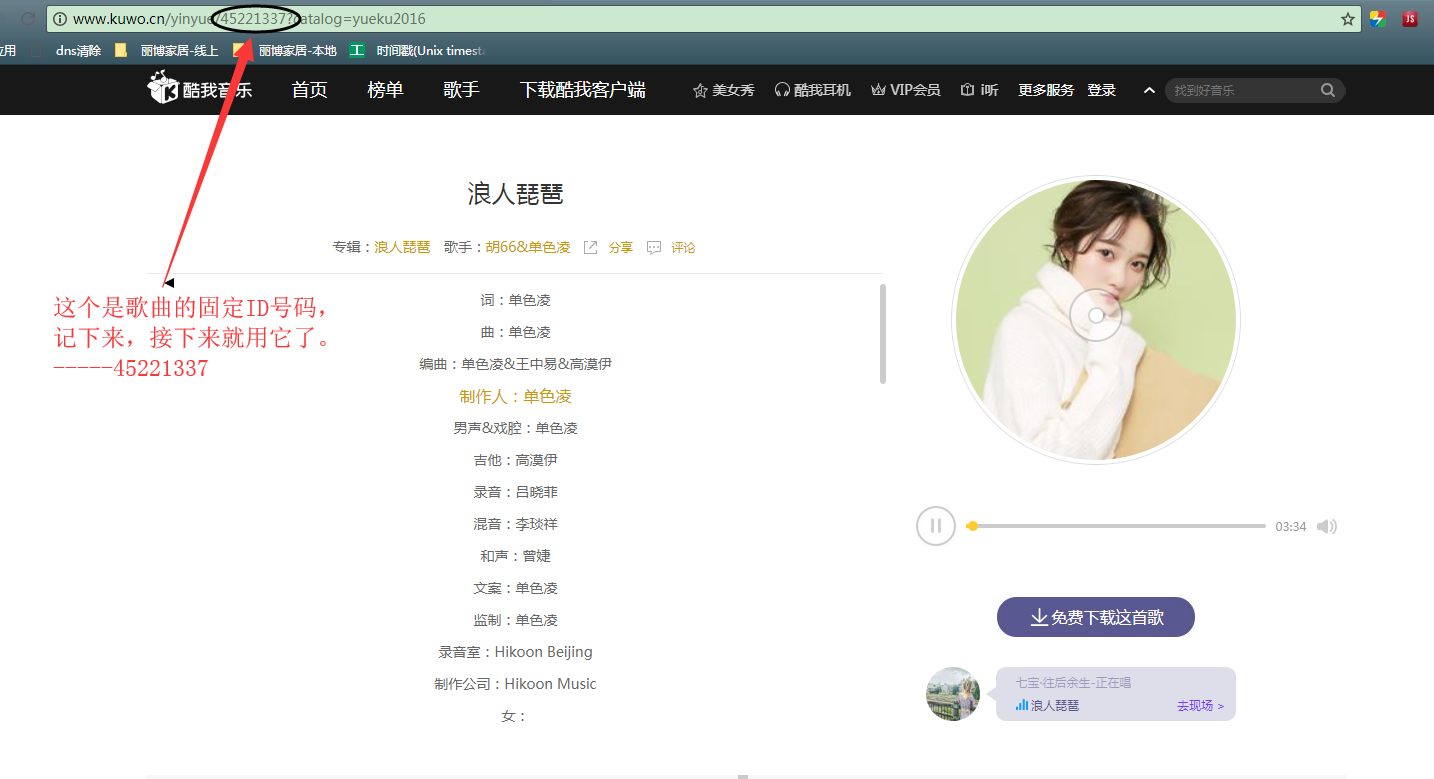 www.kuwo.cn/yinyue/45221337?catalog=yueku2016
JS
应用 dns清除 丽博家居-线上 丽博家居-本地 工 时间戳(Unix timesta
酷我音乐 首页 榜单 歌手 下载酷我客户端 美女秀 酷我耳机 VIP会员 i听 更多服务 登录 找到好音乐
浪人琵琶
专辑：浪人琵琶 歌手：胡66&单色凌 分享 评论
词：单色凌
曲：单色凌
编曲：单色凌&王中易&高漠伊
制作人：单色凌
男声&戏腔：单色凌
吉他：高漠伊
录音：吕晓菲
混音：李琰祥
和声：曾婕
文案：单色凌
监制：单色凌
录音室：Hikoon Beijing
制作公司：Hikoon Music
女：
这个是歌曲的固定ID号码，
记下来，接下来就用它了。
-----45221337
03:34
免费下载这首歌
七宝·往后余生-正在唱
浪人琵琶 去现场 >